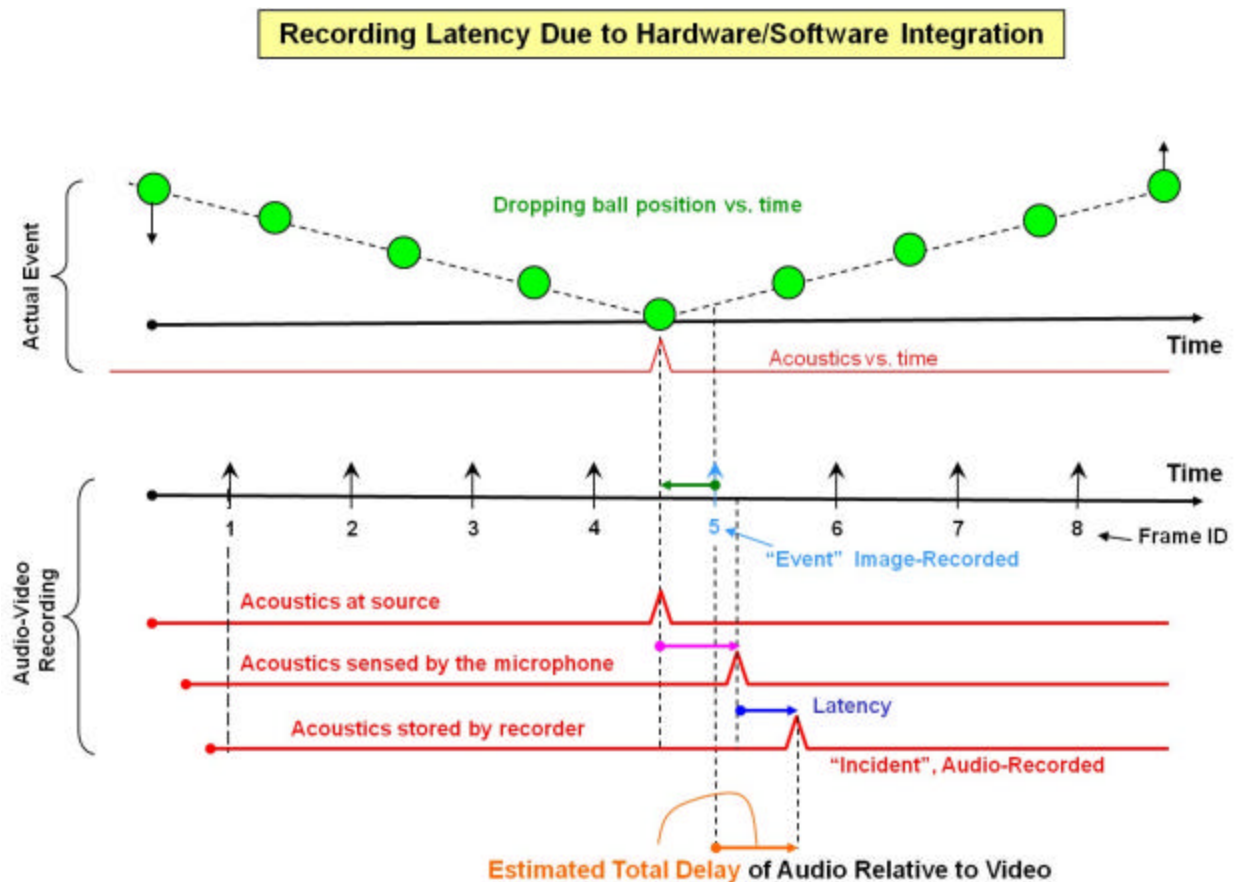 Recording Latency Due to Hardware/Software Integration
Actual Event
Dropping ball position vs. time
Time
Acoustics vs. time
Audio-Video
Recording
Time
1
2
3
4
5
6
7
8
Frame ID
“Event” Image-Recorded
Acoustics at source
Acoustics sensed by the microphone
Latency
Acoustics stored by recorder
“Incident”, Audio-Recorded
Estimated Total Delay of Audio Relative to Video